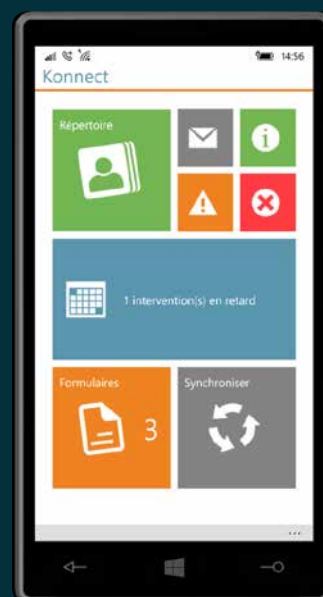 14:56
Konnect
Répertoire
1 intervention(s) en retard
Formulaires
Synchroniser
3
...